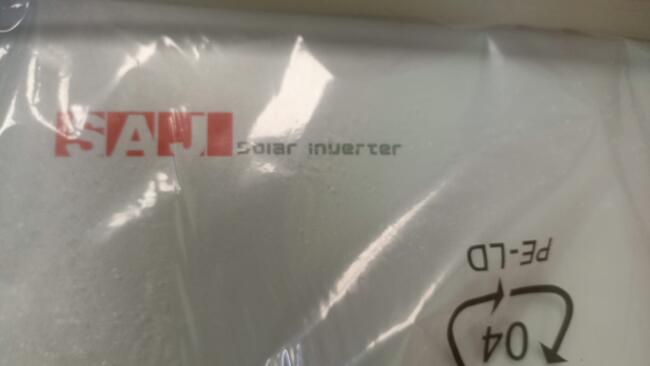 SAJ Solar inverter
PE-LD
04